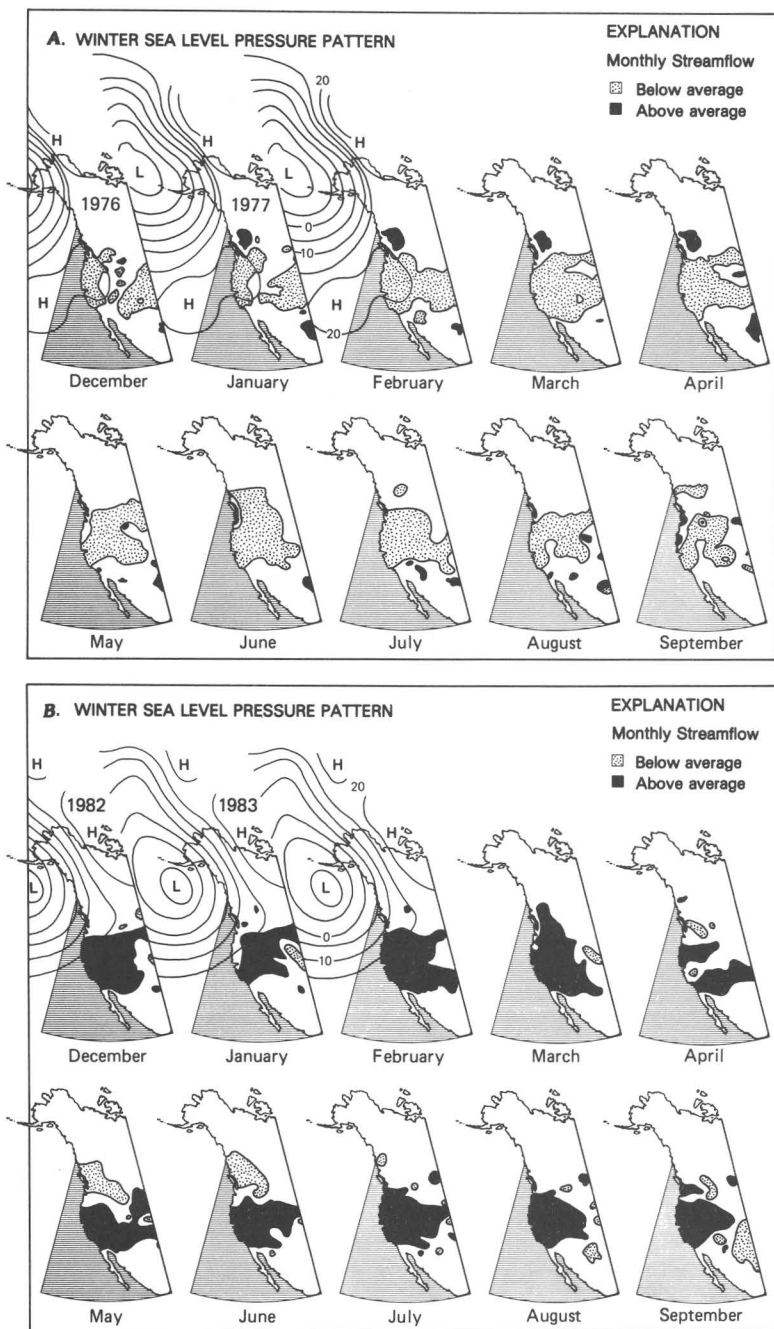 A. WINTER SEA LEVEL PRESSURE PATTERN
EXPLANATION
Monthly Streamflow
Below average
Above average
20
H
H
H
L
L
1976
1977
0
10
H
H
H
20
D
December
January
February
March
April
May
June
July
August
September
B. WINTER SEA LEVEL PRESSURE PATTERN
EXPLANATION
Monthly Streamflow
Below average
Above average
H
H
H
20
1982
1983
H
H
H
L
L
L
0
10
December
January
February
March
April
May
June
July
August
September